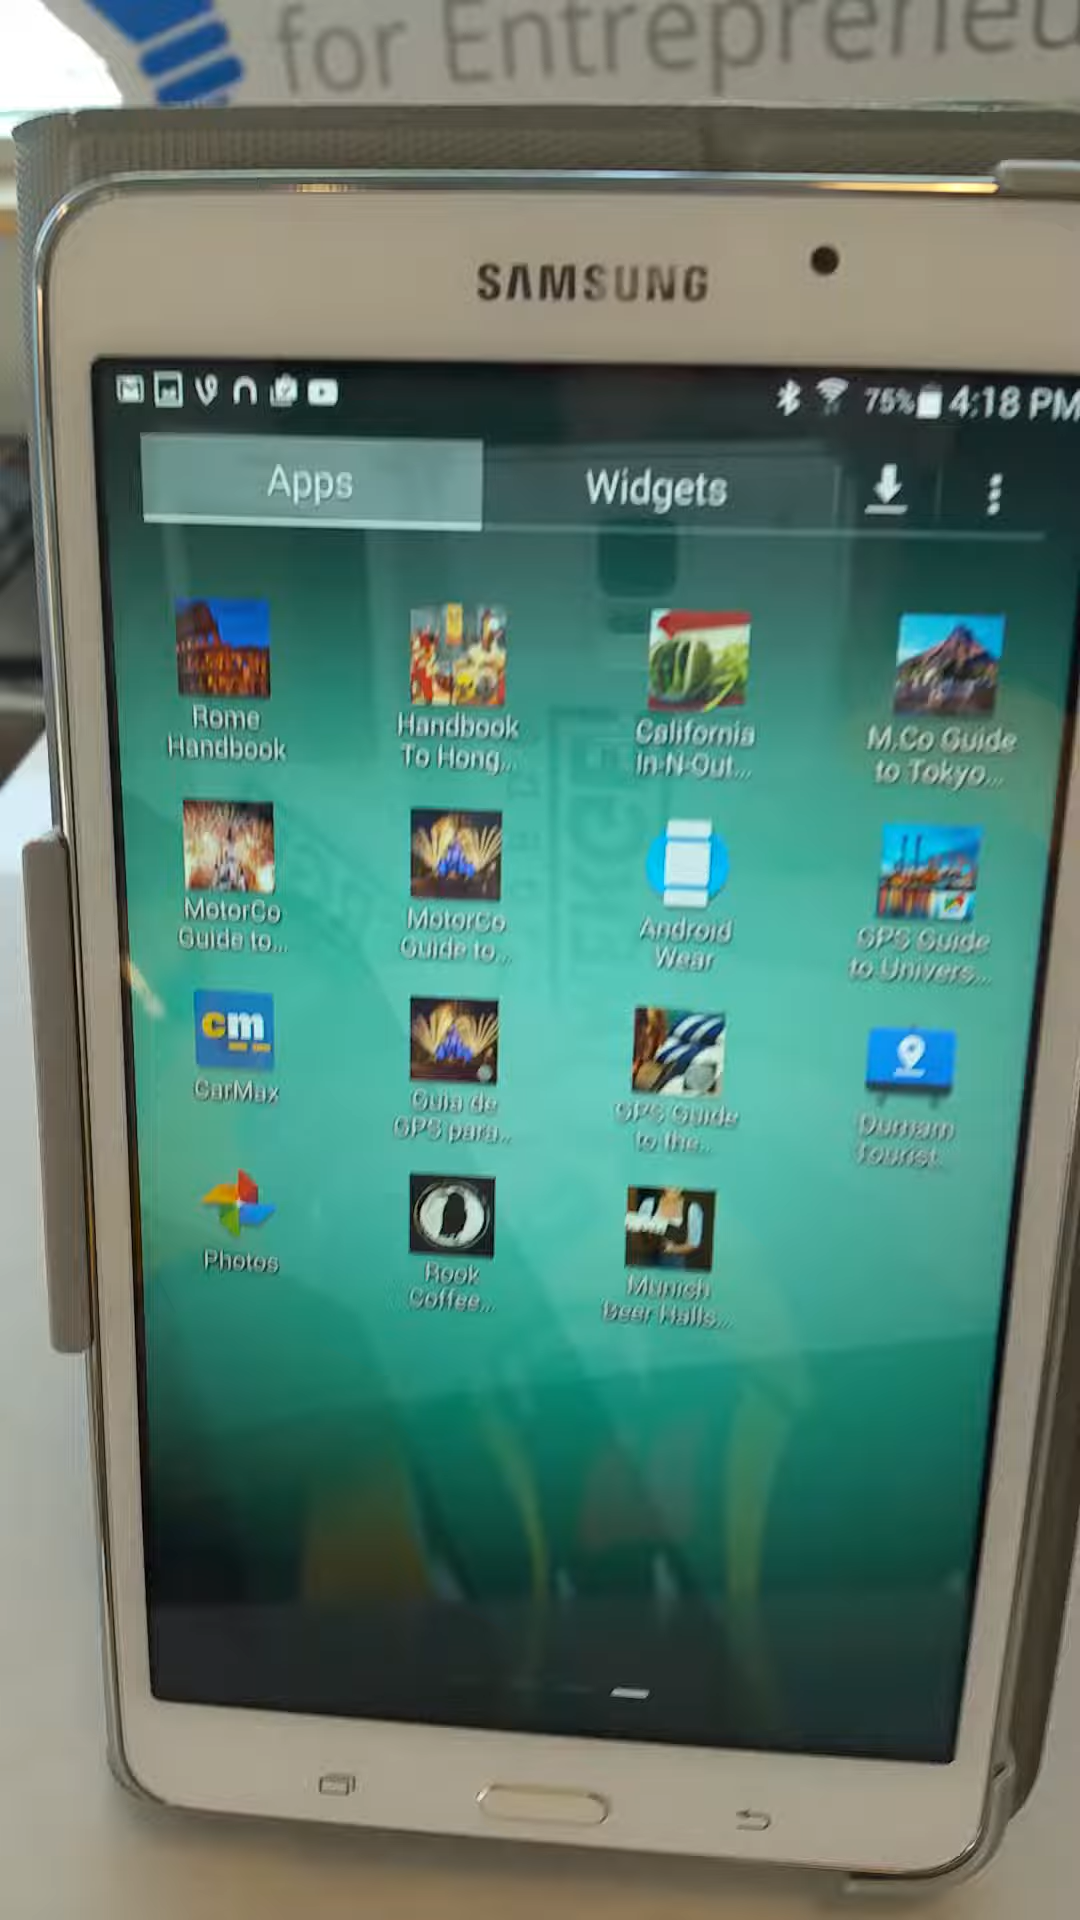 for Entrepreneu
SAMSUNG
75% 4:18 PM
Apps
Widgets
Rome
Handbook
Handbook
To Hong...
California
In-N-Out...
M.Co Guide
to Tokyo...
MotorCo
Guide to...
MotorCo
Guide to...
Android
Wear
GPS Guide
to Univers...
cm
CarMax
Guia de
GPS para...
GPS Guide
to the...
Durham
Tourist...
Photos
Rook
Coffee...
Munich
Beer Halls...